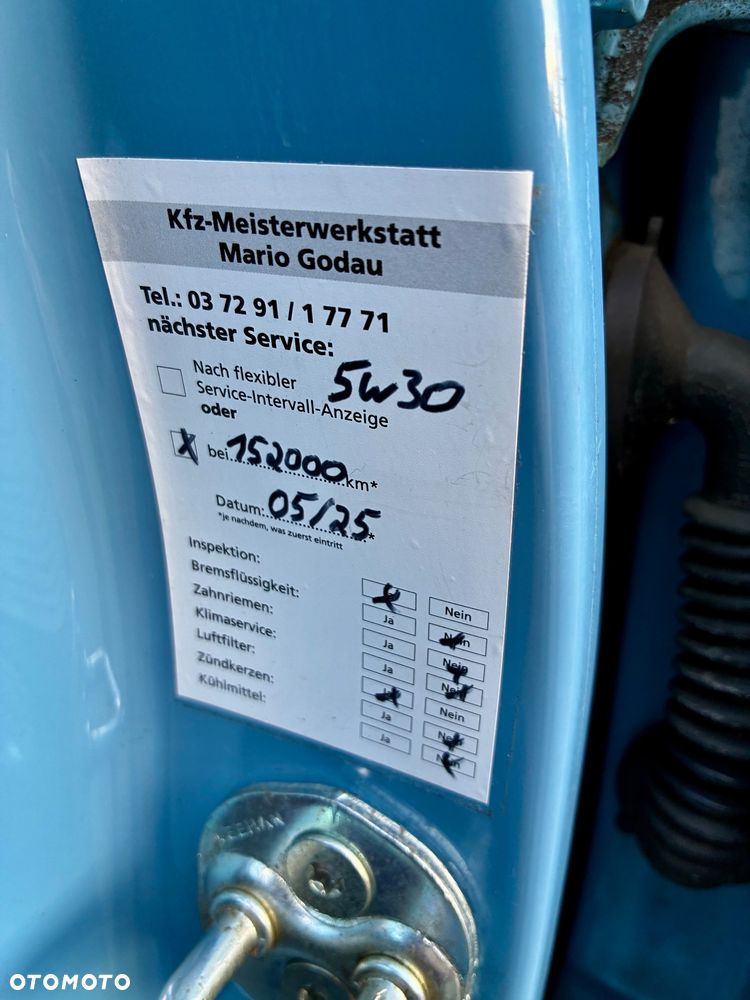 Kfz-Meisterwerkstatt
Mario Godau
Tel.: 03 72 91 / 1 77 71
nächster Service:
Nach flexibler
Service-Intervall-Anzeige
5W30
oder
X bei 152000 km*
Datum: 05/25*
*je nachdem, was zuerst eintritt
Inspektion: Ja Nein
Bremsflüssigkeit: Ja Nein
Zahnriemen: Ja Nein
Klimaservice: Ja Nein
Luftfilter: Ja Nein
Zündkerzen: Ja Nein
Kühlmittel: Ja Nein
OTOMOTO